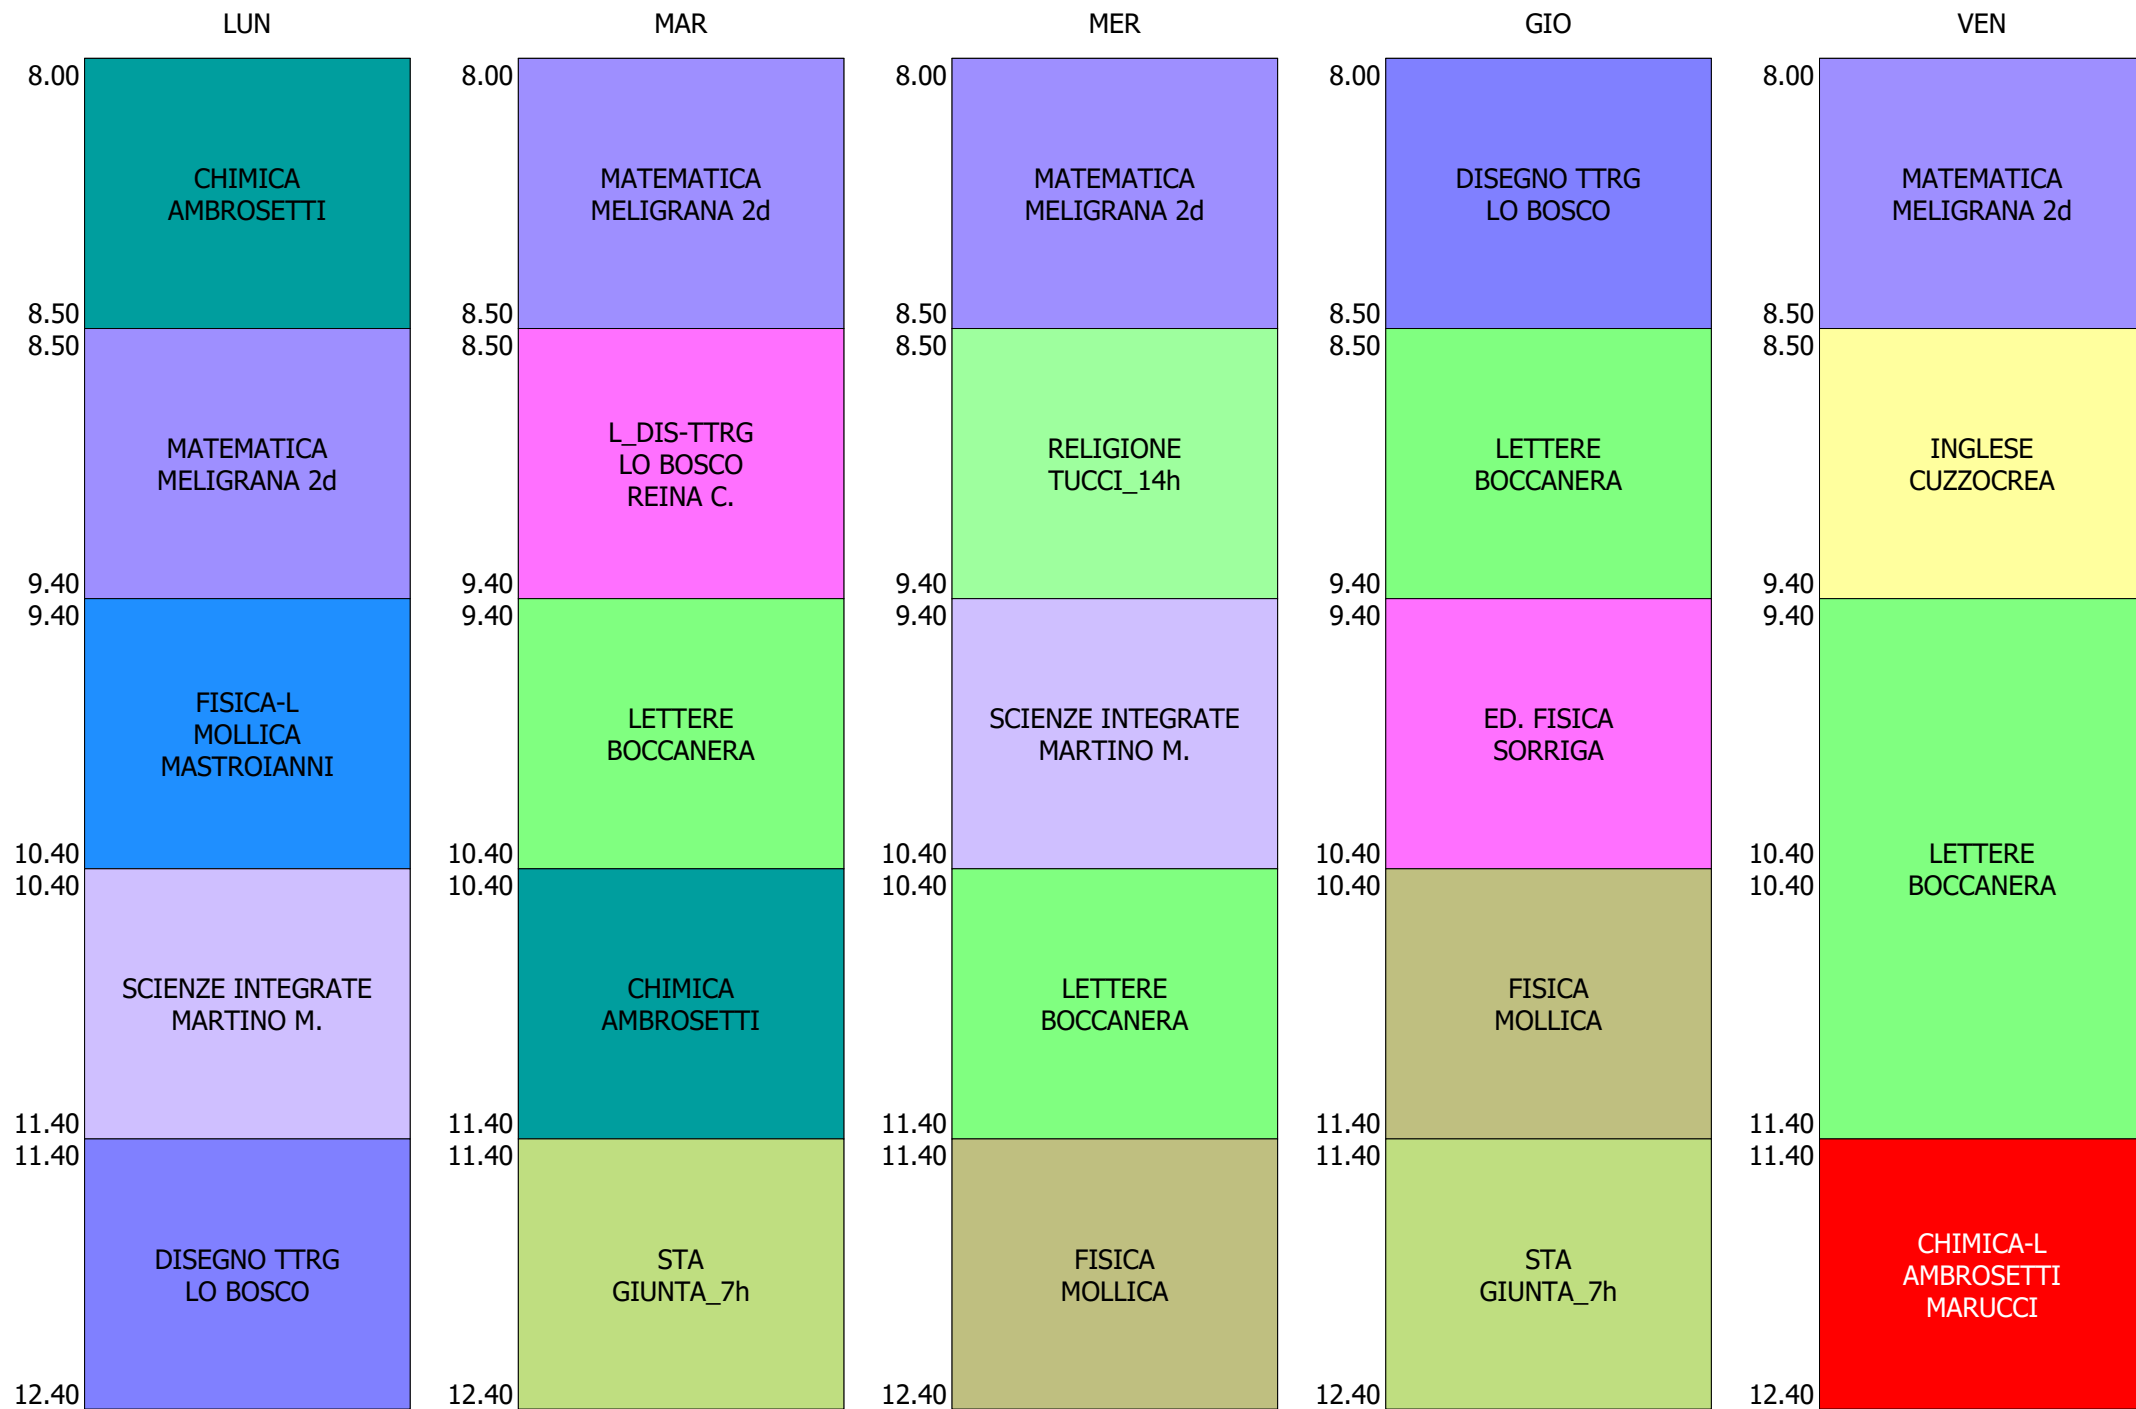 LUN
MAR
MER
GIO
VEN
8.00
CHIMICA
AMBROSETTI
8.50
8.00
MATEMATICA
MELIGRANA 2d
8.50
8.00
MATEMATICA
MELIGRANA 2d
8.50
8.00
DISEGNO TTRG
LO BOSCO
8.50
8.00
MATEMATICA
MELIGRANA 2d
8.50
8.50
MATEMATICA
MELIGRANA 2d
9.40
8.50
L_DIS-TTRG
LO BOSCO
REINA C.
9.40
8.50
RELIGIONE
TUCCI_14h
9.40
8.50
LETTERE
BOCCANERA
9.40
8.50
INGLESE
CUZZOCREA
9.40
9.40
FISICA-L
MOLLICA
MASTROIANNI
10.40
9.40
LETTERE
BOCCANERA
10.40
9.40
SCIENZE INTEGRATE
MARTINO M.
10.40
9.40
ED. FISICA
SORRIGA
10.40
9.40
10.40
LETTERE
10.40
BOCCANERA
11.40
10.40
SCIENZE INTEGRATE
MARTINO M.
11.40
10.40
CHIMICA
AMBROSETTI
11.40
10.40
LETTERE
BOCCANERA
11.40
10.40
FISICA
MOLLICA
11.40
11.40
DISEGNO TTRG
LO BOSCO
12.40
11.40
STA
GIUNTA_7h
12.40
11.40
FISICA
MOLLICA
12.40
11.40
STA
GIUNTA_7h
12.40
11.40
CHIMICA-L
AMBROSETTI
MARUCCI
12.40